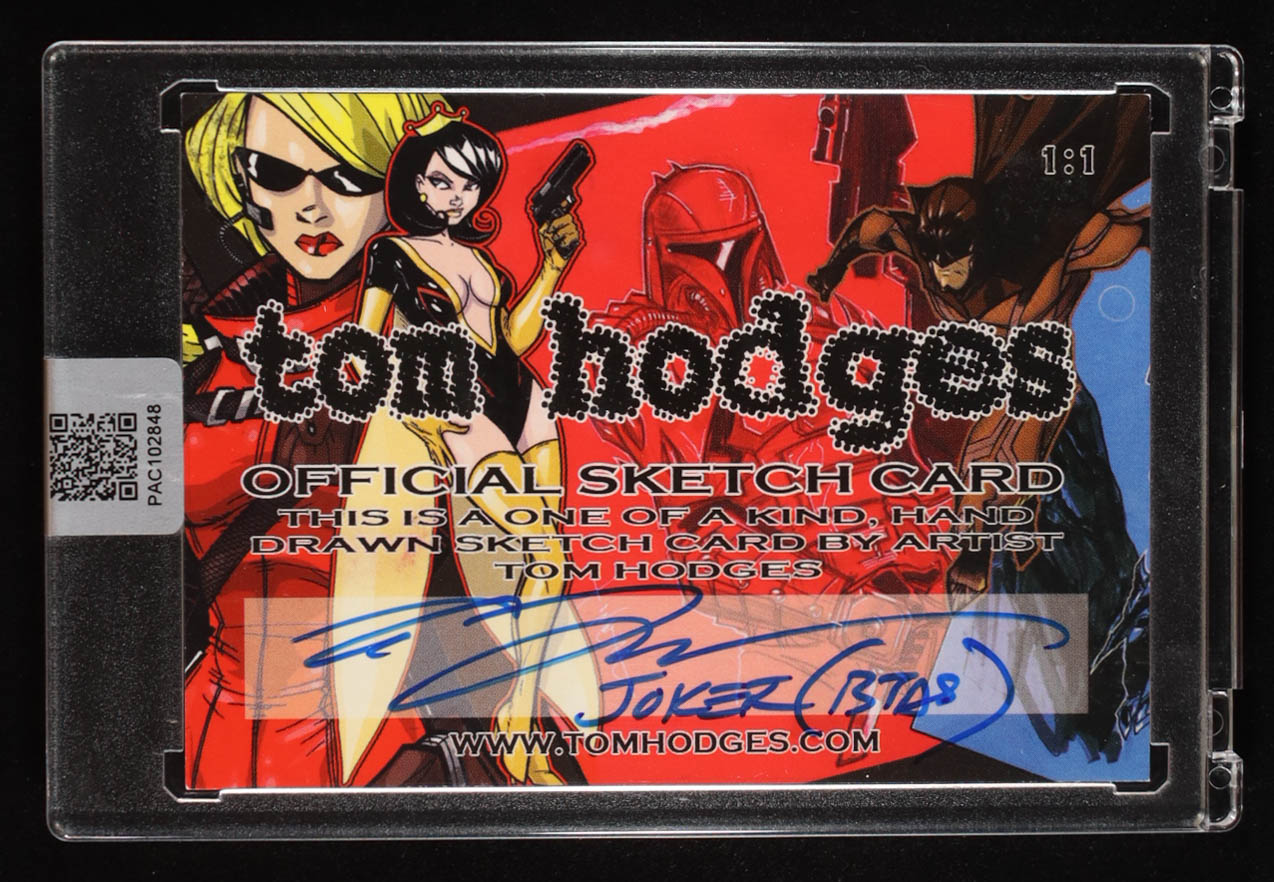 1:1
tom hodges
OFFICIAL SKETCH CARD
THIS IS A ONE OF A KIND, HAND
DRAWN SKETCH CARD BY ARTIST
TOM HODGES
JOKER (BTAS)
WWW.TOMHODGES.COM
PAC102848